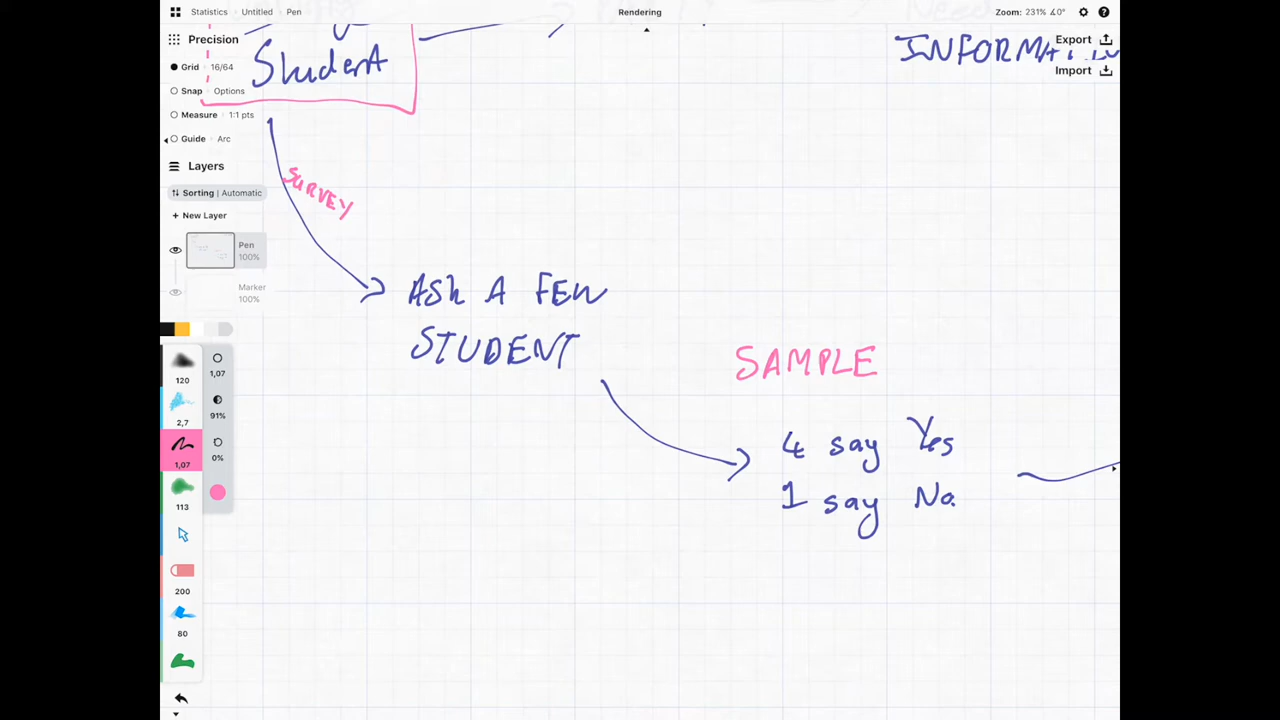 Statistics › Untitled › Pen
Rendering
Zoom: 231% ∠0°
Precision
Export
Import
Grid · 16/64
Snap · Options
Measure · 1:1 pts
Guide · Arc
Layers
Sorting | Automatic
+ New Layer
Pen
100%
Marker
100%
120
2,7
1,07
113
200
80
1,07
91%
0%
Student
SURVEY
ASK A FEW
STUDENT
SAMPLE
4 say Yes
1 say No.